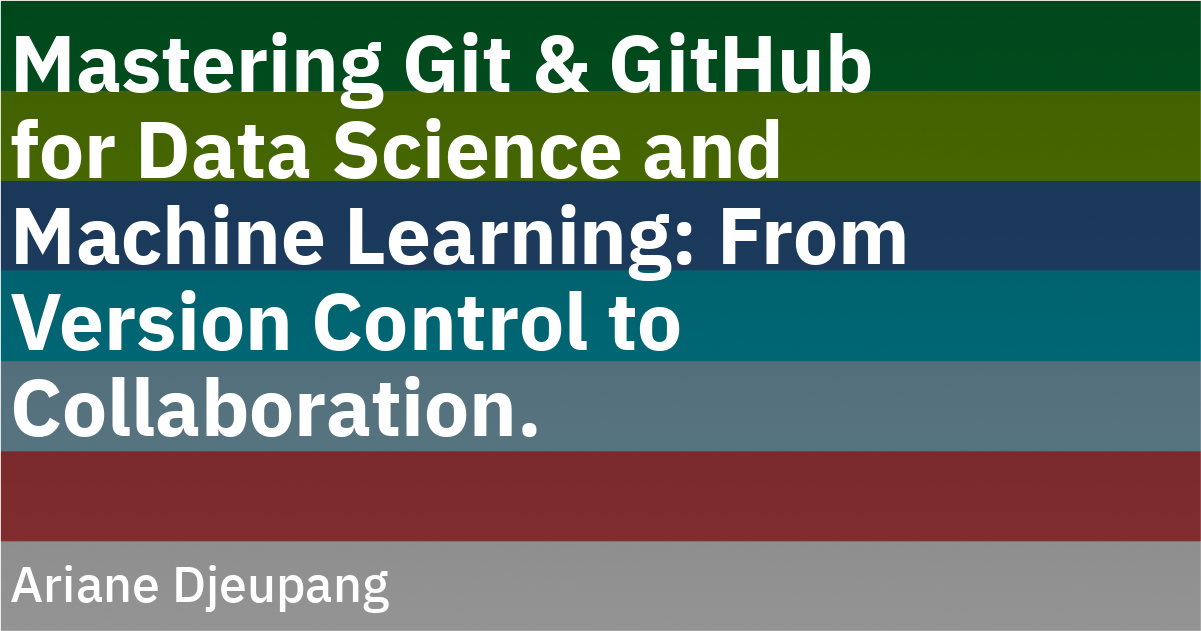 Mastering Git & GitHub
for Data Science and
Machine Learning: From
Version Control to
Collaboration.
Ariane Djeupang